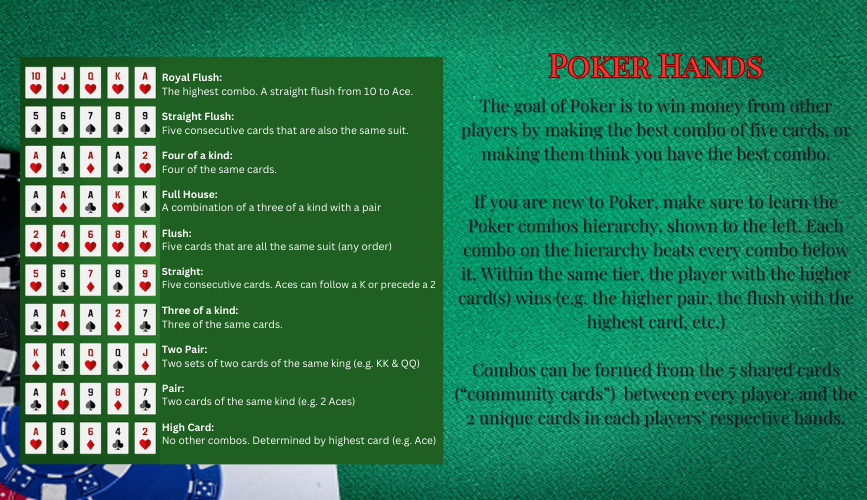 10 J Q K A
Royal Flush:
The highest combo. A straight flush from 10 to Ace.
5 6 7 8 9
Straight Flush:
Five consecutive cards that are also the same suit.
A A A A 2
Four of a kind:
Four of the same cards.
A A A K K
Full House:
A combination of a three of a kind with a pair
2 4 6 8 K
Flush:
Five cards that are all the same suit (any order)
5 6 7 8 9
Straight:
Five consecutive cards. Aces can follow a K or precede a 2
A A A 2 7
Three of a kind:
Three of the same cards.
K K Q Q J
Two Pair:
Two sets of two cards of the same king (e.g. KK & QQ)
A A 9 8 7
Pair:
Two cards of the same kind (e.g. 2 Aces)
A 8 6 4 2
High Card:
No other combos. Determined by highest card (e.g. Ace)
Poker Hands
The goal of Poker is to win money from other
players by making the best combo of five cards, or
making them think you have the best combo.
If you are new to Poker, make sure to learn the
Poker combos hierarchy, shown to the left. Each
combo on the hierarchy beats every combo below
it. Within the same tier, the player with the higher
card(s) wins (e.g. the higher pair, the flush with the
highest card, etc.)
Combos can be formed from the 5 shared cards
(“community cards”) between every player, and the
2 unique cards in each players’ respective hands.